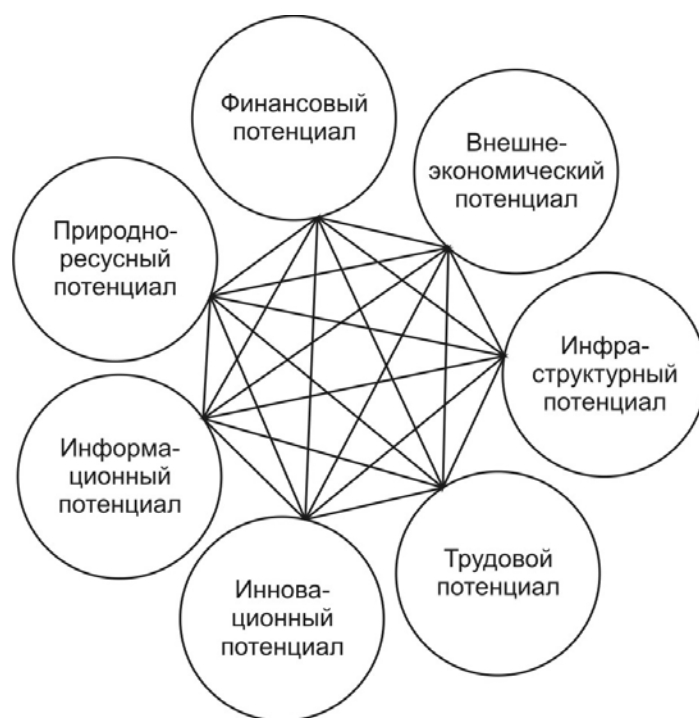 Финансовый
потенциал
Внешне-
экономический
потенциал
Природно-
ресусный
потенциал
Инфра-
структурный
потенциал
Информа-
ционный
потенциал
Трудовой
потенциал
Иннова-
ционный
потенциал